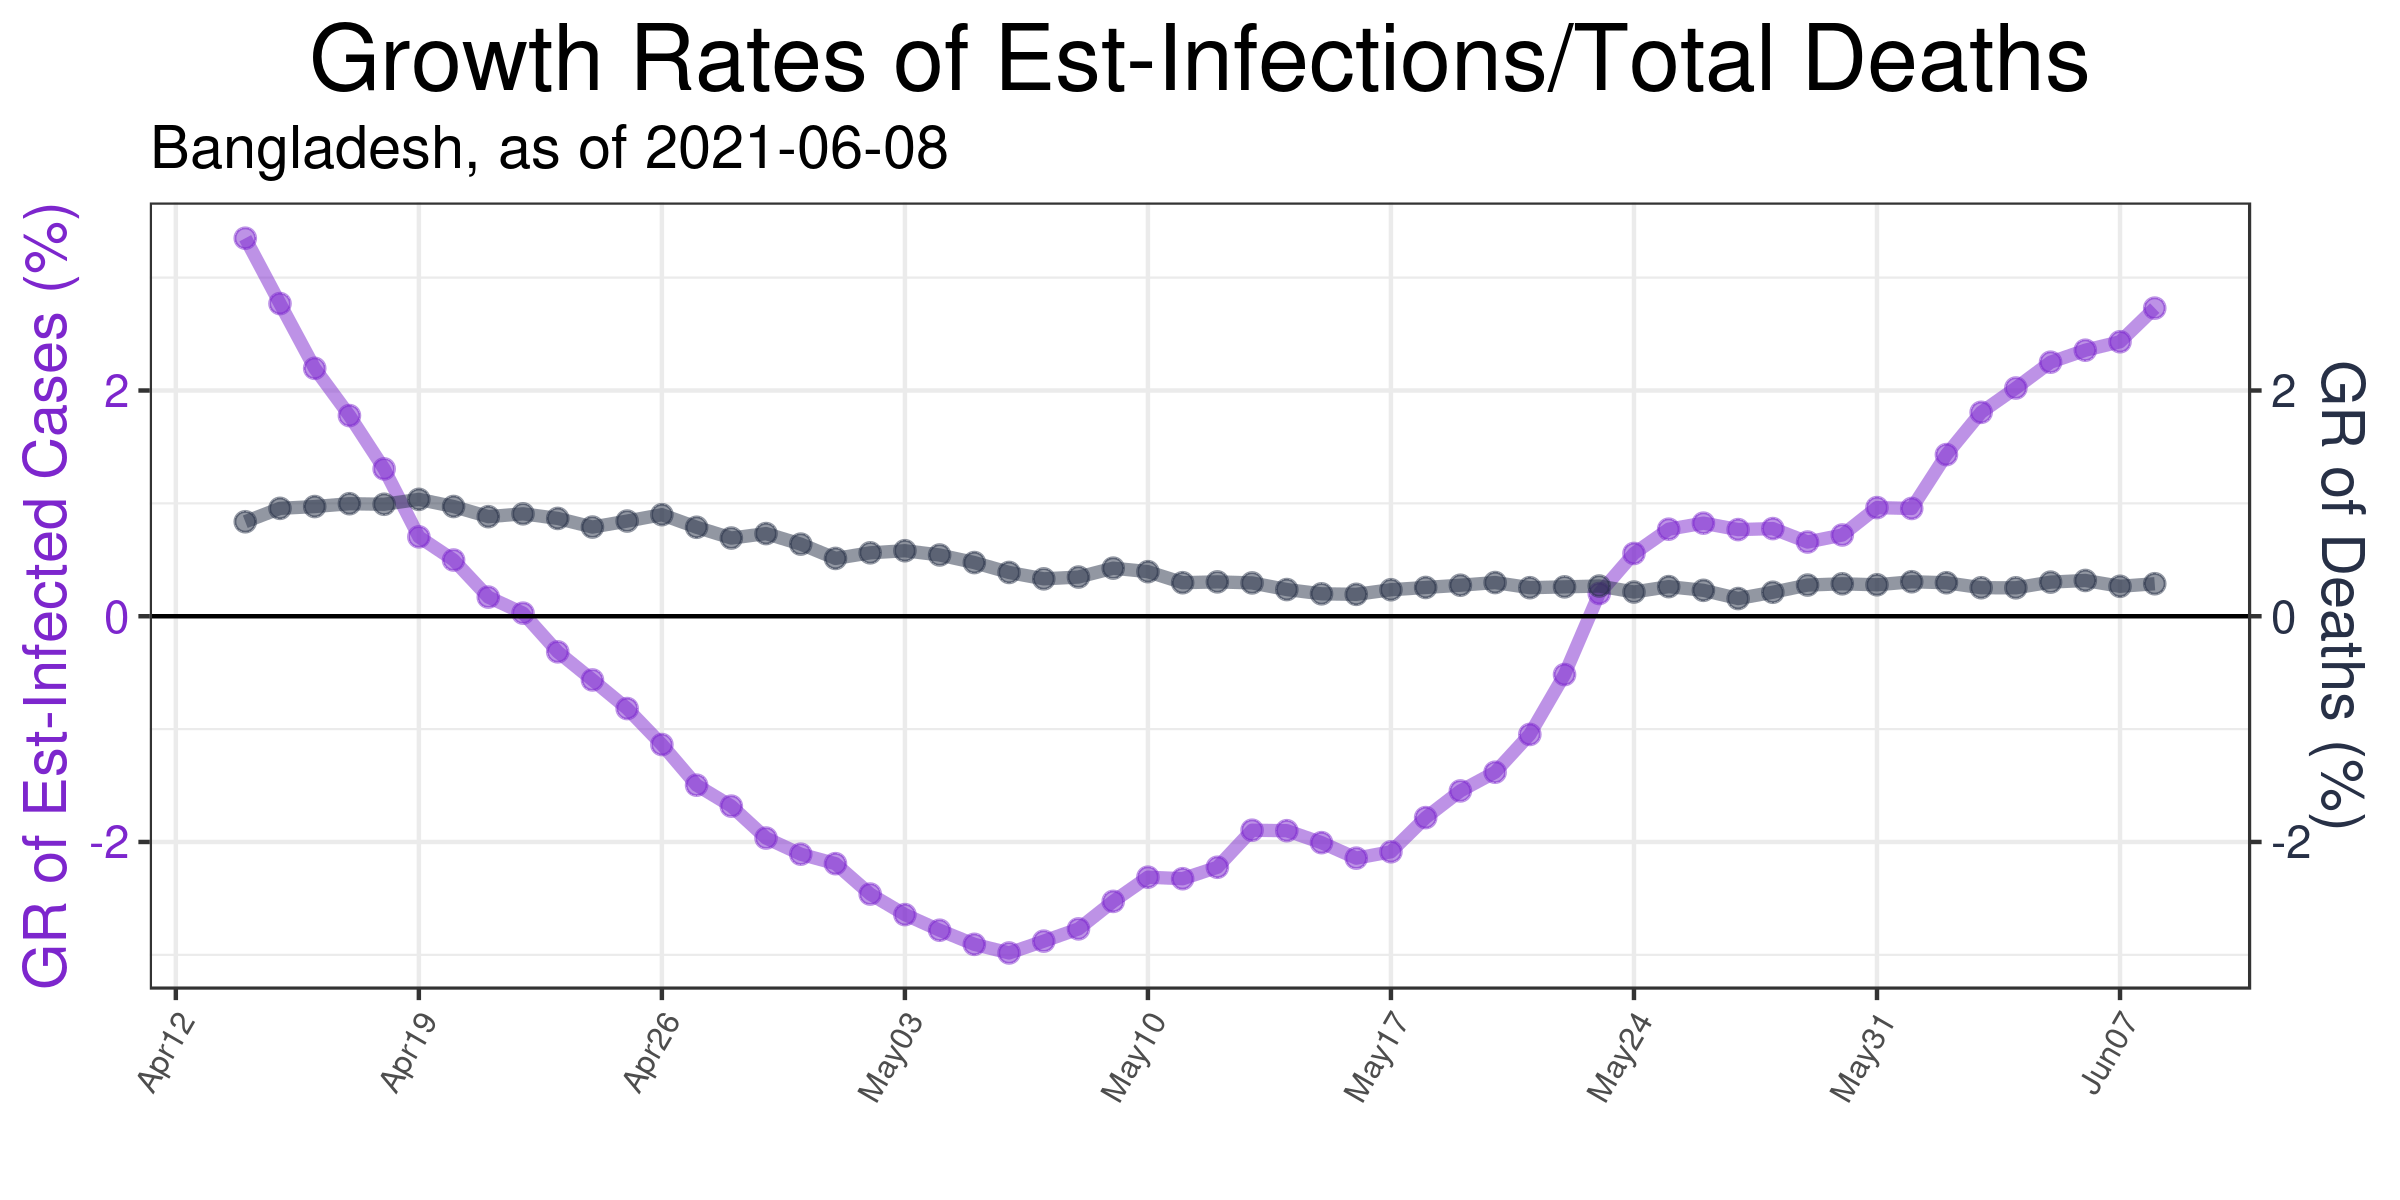 Growth Rates of Est-Infections/Total Deaths
Bangladesh, as of 2021-06-08
GR of Est-Infected Cases (%)
2
0
-2
2
0
-2
GR of Deaths (%)
Apr12
Apr19
Apr26
May03
May10
May17
May24
May31
Jun07